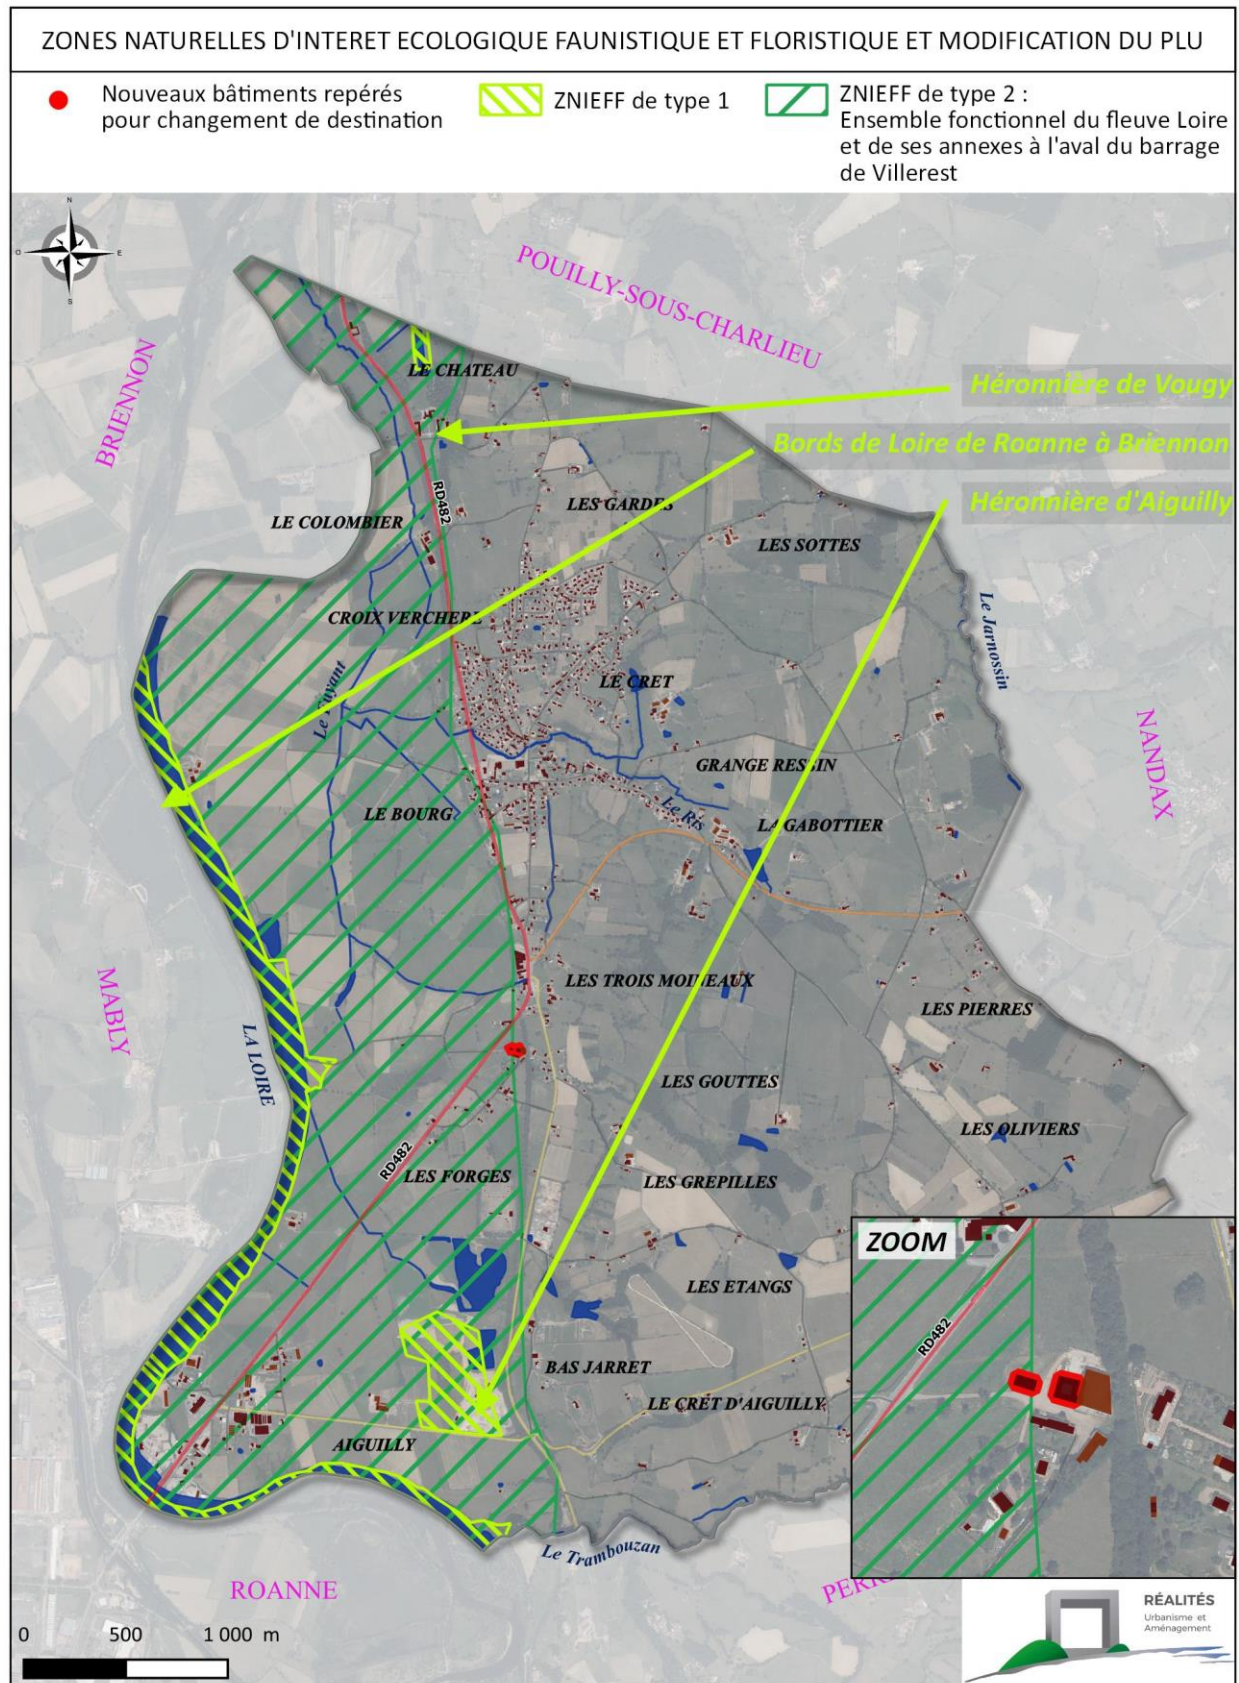 ZONES NATURELLES D'INTERET ECOLOGIQUE FAUNISTIQUE ET FLORISTIQUE ET MODIFICATION DU PLU
Nouveaux bâtiments repérés
pour changement de destination
ZNIEFF de type 1
ZNIEFF de type 2 :
Ensemble fonctionnel du fleuve Loire
et de ses annexes à l'aval du barrage
de Villerest
N
O
E
S
POUILLY-SOUS-CHARLIEU
BRIENNON
LE CHATEAU
Héronnière de Vougy
Bords de Loire de Roanne à Briennon
Héronnière d'Aiguilly
RD482
LES GARDES
LE COLOMBIER
LES SOTTES
CROIX VERCHERE
Le Jarnossin
LE CRET
NANDAX
GRANGE RESSIN
LE BOURG
Le Ris
LA GABOTTIER
MABLY
LES TROIS MOINEAUX
LES PIERRES
LA LOIRE
LES GOUTTES
LES OLIVIERS
RD482
LES FORGES
LES GREPILLES
ZOOM
LES ETANGS
RD482
BAS JARRET
LE CRET D'AIGUILLY
AIGUILLY
Le Trambouzan
ROANNE
RÉALITÉS
Urbanisme et
Aménagement
0 500 1 000 m